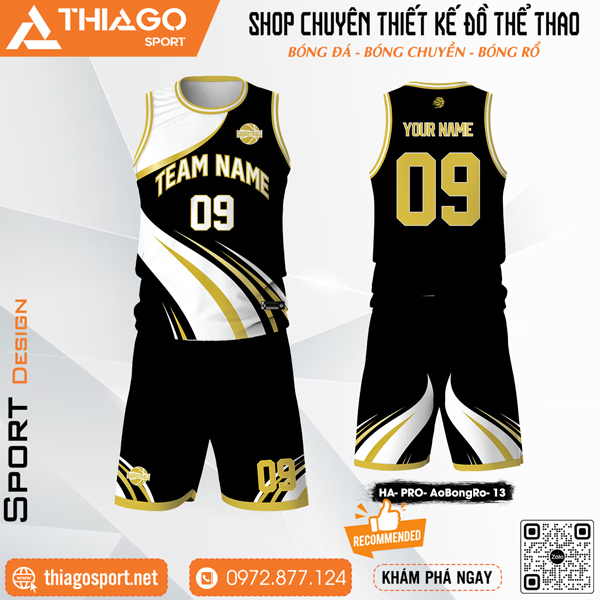 THIAGO
SPORT
SHOP CHUYÊN THIẾT KẾ ĐỒ THỂ THAO
BÓNG ĐÁ - BÓNG CHUYỀN - BÓNG RỔ
TEAM NAME
09
YOUR NAME
09
09
SPORT DESIGN
HA- PRO- AoBongRo- 13
RECOMMENDED
Zalo
thiagosport.net
0972.877.124
KHÁM PHÁ NGAY